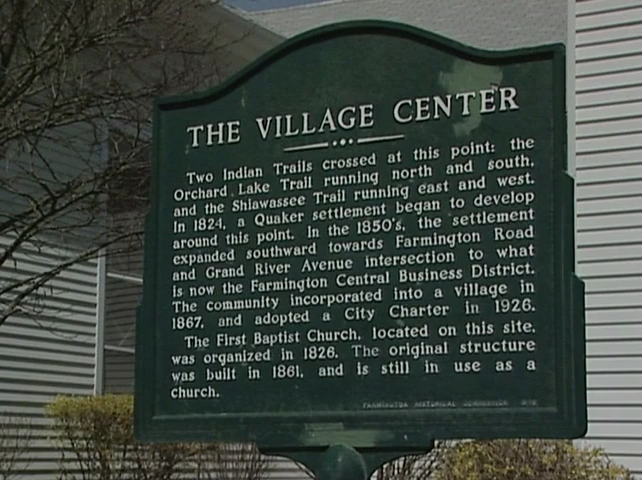 THE VILLAGE CENTER
Two Indian Trails crossed at this point: the
Orchard Lake Trail running north and south,
and the Shiawassee Trail running east and west.
In 1824, a Quaker settlement began to develop
around this point. In the 1850's, the settlement
expanded southward towards Farmington Road
and Grand River Avenue intersection to what
is now the Farmington Central Business District.
The community incorporated into a village in
1867, and adopted a City Charter in 1926.
The First Baptist Church, located on this site,
was organized in 1826. The original structure
was built in 1861, and is still in use as a
church.
FARMINGTON HISTORICAL COMMISSION